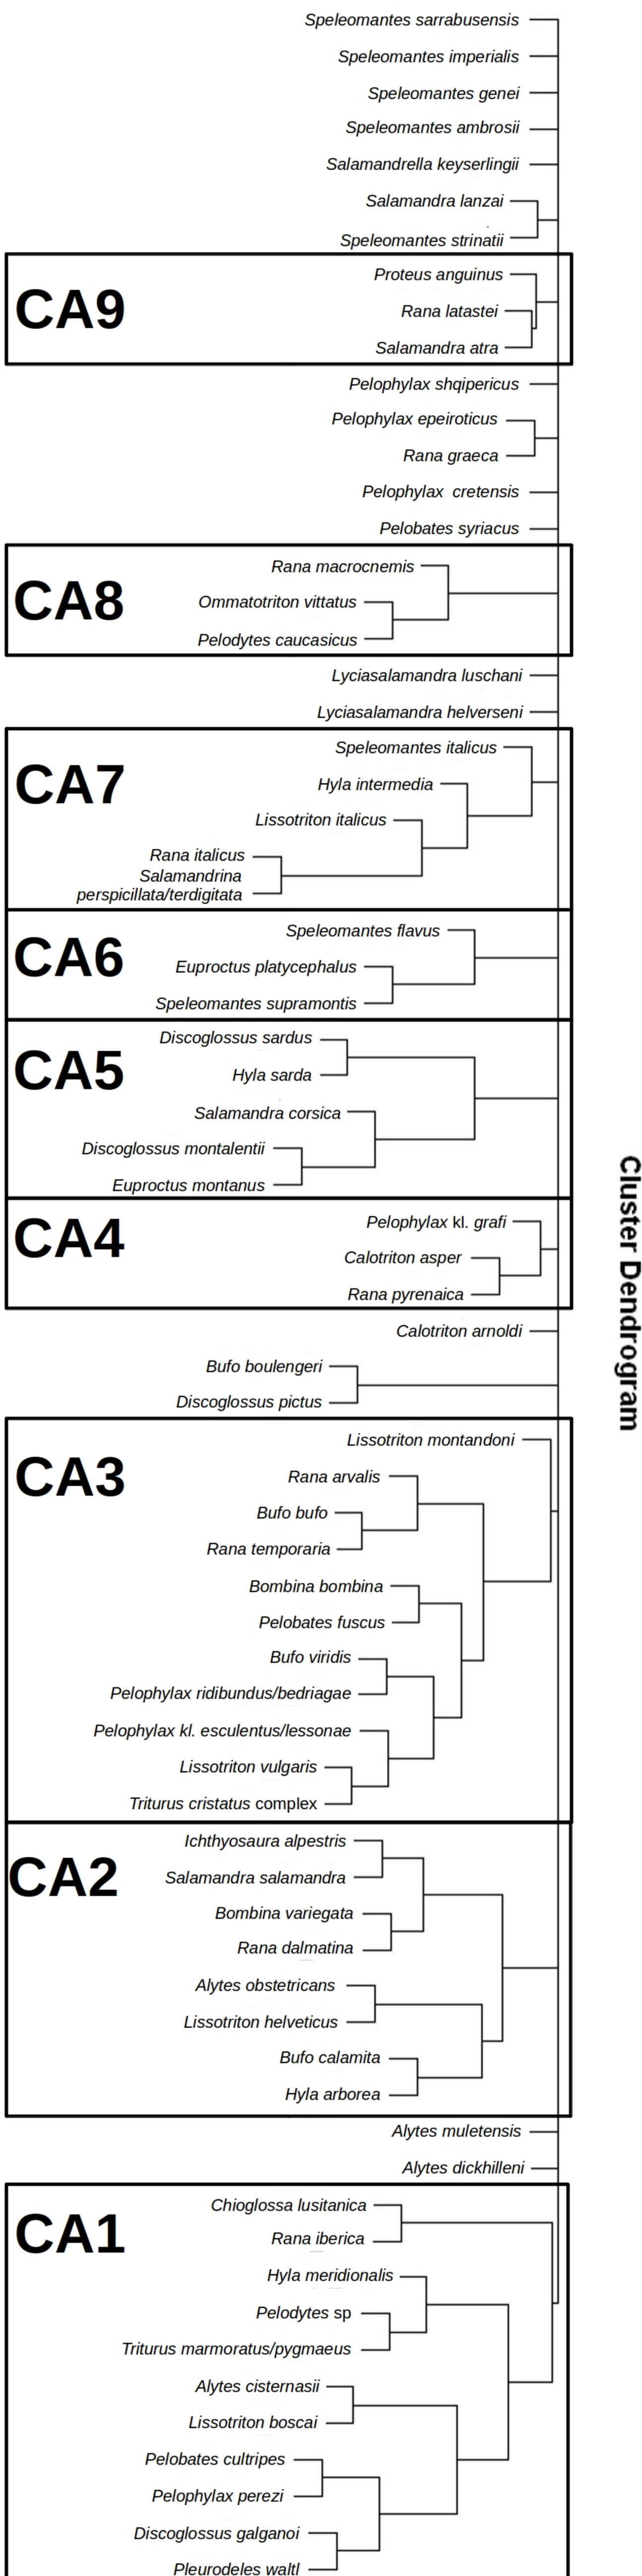 Speleomantes sarrabusensis
Speleomantes imperialis
Speleomantes genei
Speleomantes ambrosii
Salamandrella keyserlingii
Salamandra lanzai
Speleomantes strinatii
CA9
Proteus anguinus
Rana latastei
Salamandra atra
Pelophylax shqipericus
Pelophylax epeiroticus
Rana graeca
Pelophylax cretensis
Pelobates syriacus
CA8
Rana macrocnemis
Ommatotriton vittatus
Pelodytes caucasicus
Lyciasalamandra luschani
Lyciasalamandra helverseni
CA7
Speleomantes italicus
Hyla intermedia
Lissotriton italicus
Rana italicus
Salamandrina
perspicillata/terdigitata
CA6
Speleomantes flavus
Euproctus platycephalus
Speleomantes supramontis
CA5
Discoglossus sardus
Hyla sarda
Salamandra corsica
Discoglossus montalentii
Euproctus montanus
CA4
Pelophylax kl. grafi
Calotriton asper
Rana pyrenaica
Calotriton arnoldi
Bufo boulengeri
Discoglossus pictus
CA3
Lissotriton montandoni
Rana arvalis
Bufo bufo
Rana temporaria
Bombina bombina
Pelobates fuscus
Bufo viridis
Pelophylax ridibundus/bedriagae
Pelophylax kl. esculentus/lessonae
Lissotriton vulgaris
Triturus cristatus complex
CA2
Ichthyosaura alpestris
Salamandra salamandra
Bombina variegata
Rana dalmatina
Alytes obstetricans
Lissotriton helveticus
Bufo calamita
Hyla arborea
Alytes muletensis
Alytes dickhilleni
CA1
Chioglossa lusitanica
Rana iberica
Hyla meridionalis
Pelodytes sp
Triturus marmoratus/pygmaeus
Alytes cisternasii
Lissotriton boscai
Pelobates cultripes
Pelophylax perezi
Discoglossus galganoi
Pleurodeles waltl
Cluster Dendrogram